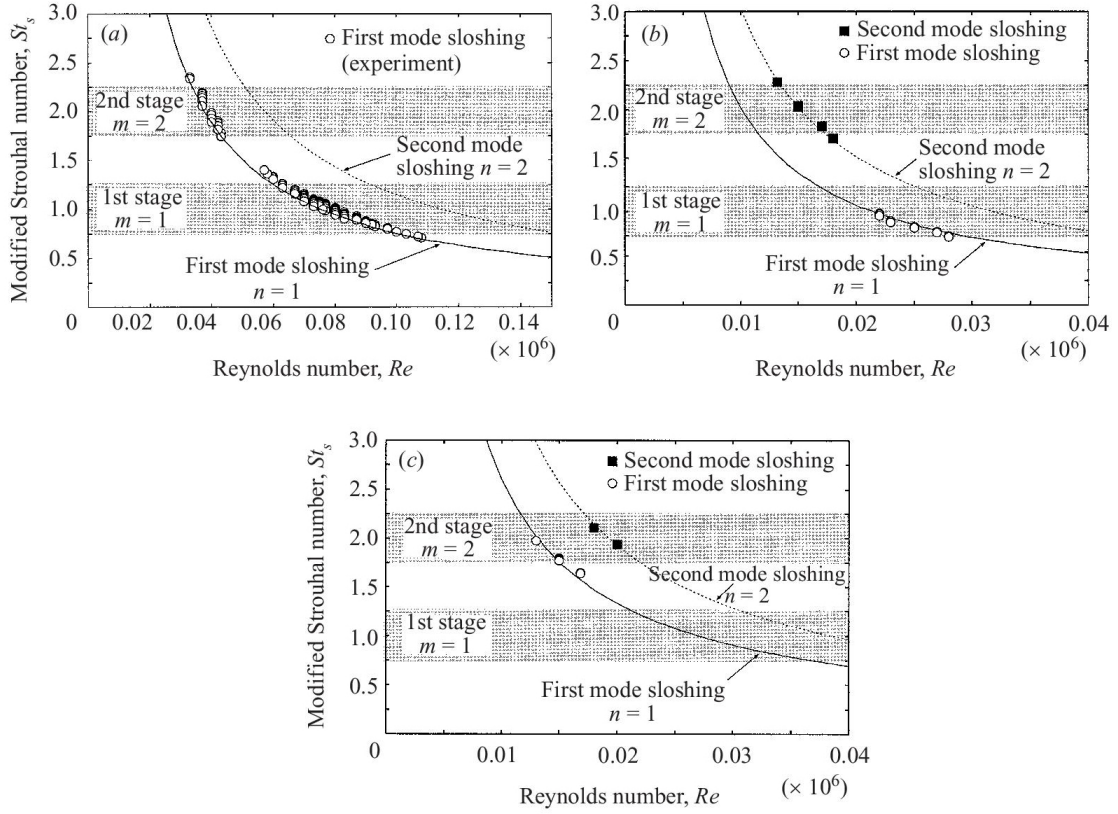 (a)
First mode sloshing
(experiment)
2nd stage
m = 2
Second mode
sloshing n = 2
1st stage
m = 1
First mode sloshing
n = 1
Modified Strouhal number, St_s
3.0
2.5
2.0
1.5
1.0
0.5
0
0.02 0.04 0.06 0.08 0.10 0.12 0.14
(× 10⁶)
Reynolds number, Re
(b)
Second mode sloshing
First mode sloshing
2nd stage
m = 2
Second mode
sloshing n = 2
1st stage
m = 1
First mode sloshing
n = 1
3.0
2.5
2.0
1.5
1.0
0.5
0
0 0.01 0.02 0.03 0.04
(× 10⁶)
Reynolds number, Re
(c)
Second mode sloshing
First mode sloshing
2nd stage
m = 2
Second mode sloshing
n = 2
1st stage
m = 1
First mode sloshing
n = 1
Modified Strouhal number, St_s
3.0
2.5
2.0
1.5
1.0
0.5
0
0.01 0.02 0.03 0.04
(× 10⁶)
Reynolds number, Re